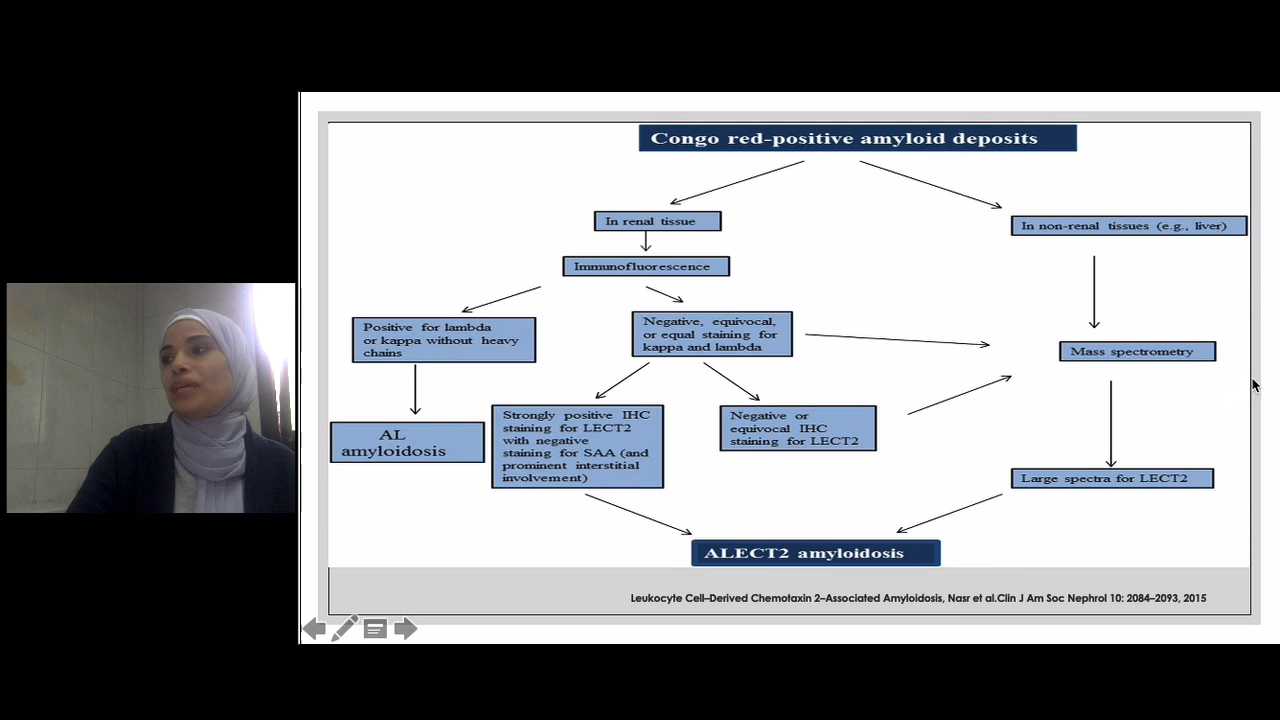 Congo red-positive amyloid deposits
In renal tissue
In non-renal tissues (e.g., liver)
Immunofluorescence
Positive for lambda
or kappa without heavy
chains
Negative, equivocal,
or equal staining for
kappa and lambda
Mass spectrometry
AL
amyloidosis
Strongly positive IHC
staining for LECT2
with negative
staining for SAA (and
prominent interstitial
involvement)
Negative or
equivocal IHC
staining for LECT2
Large spectra for LECT2
ALECT2 amyloidosis
Leukocyte Cell–Derived Chemotaxin 2–Associated Amyloidosis, Nasr et al.Clin J Am Soc Nephrol 10: 2084–2093, 2015